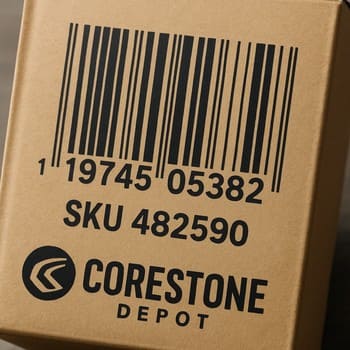 1 19745 05382
SKU 482590
CORESTONE
DEPOT